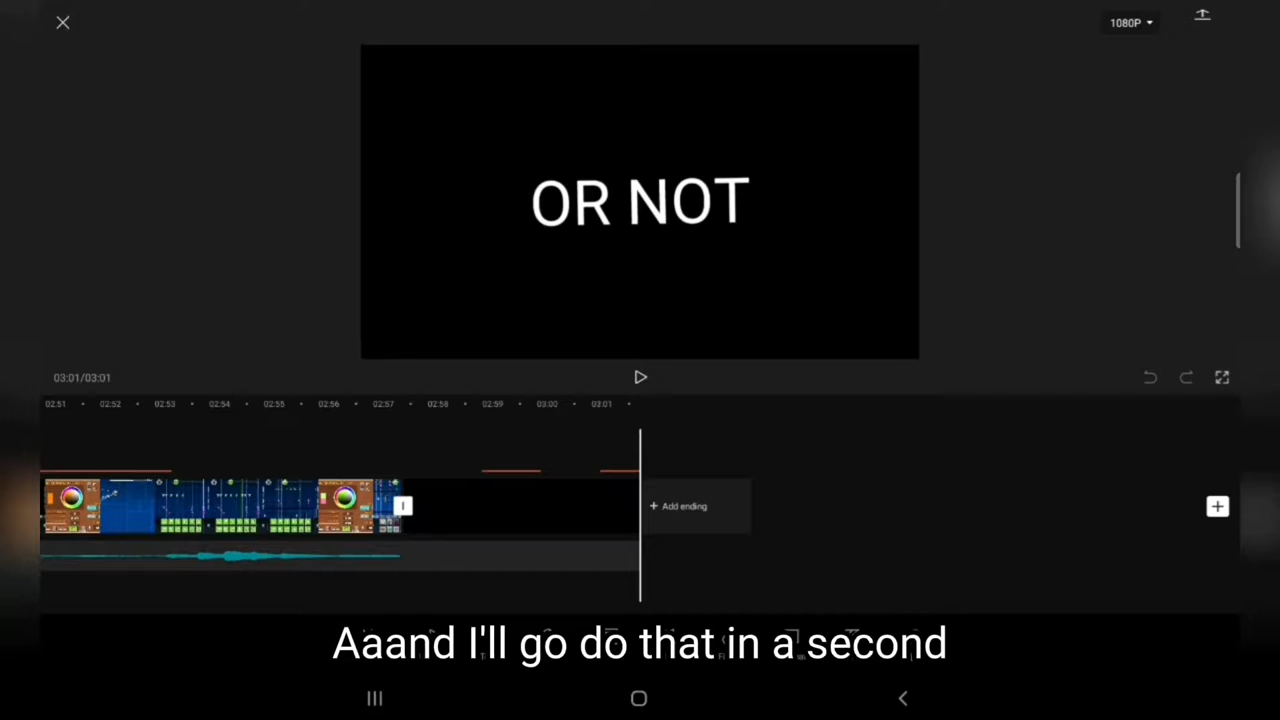 1080P
OR NOT
03:01/03:01
02:51 02:52 02:53 02:54 02:55 02:56 02:57 02:58 02:59 03:00 03:01
+ Add ending
Aaand I'll go do that in a second